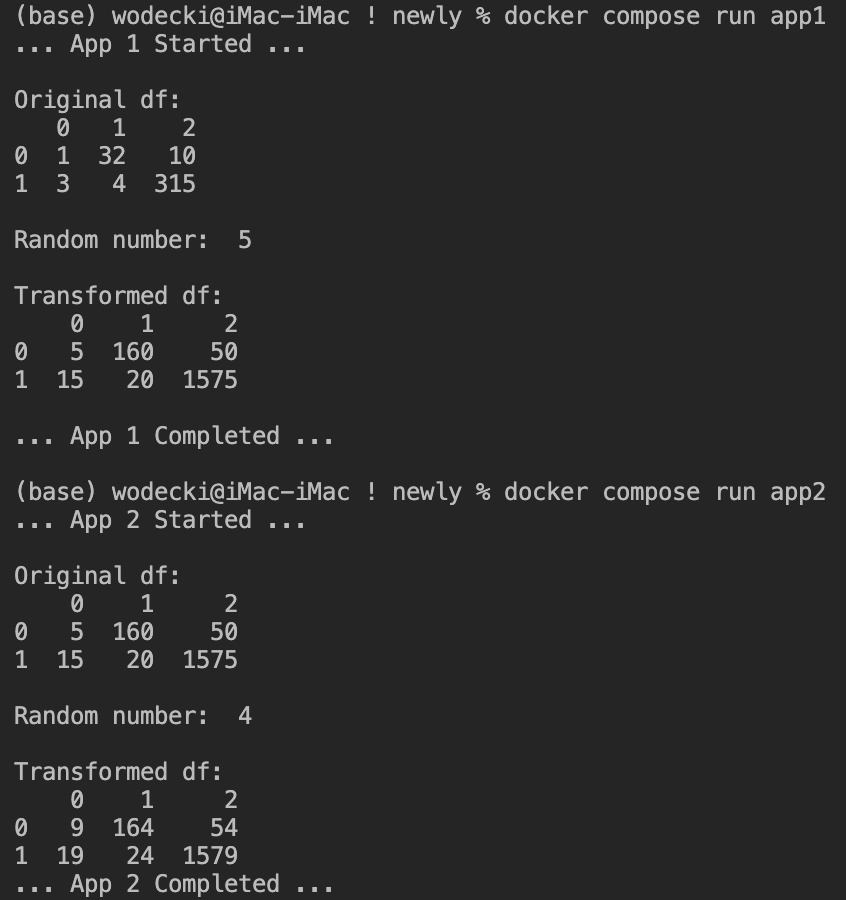 (base) wodecki@iMac-iMac ! newly % docker compose run app1
... App 1 Started ...
Original df:
   0   1    2
0  1  32   10
1  3   4  315
Random number:  5
Transformed df:
    0    1     2
0   5  160    50
1  15   20  1575
... App 1 Completed ...
(base) wodecki@iMac-iMac ! newly % docker compose run app2
... App 2 Started ...
Original df:
    0    1     2
0   5  160    50
1  15   20  1575
Random number:  4
Transformed df:
    0    1     2
0   9  164    54
1  19   24  1579
... App 2 Completed ...